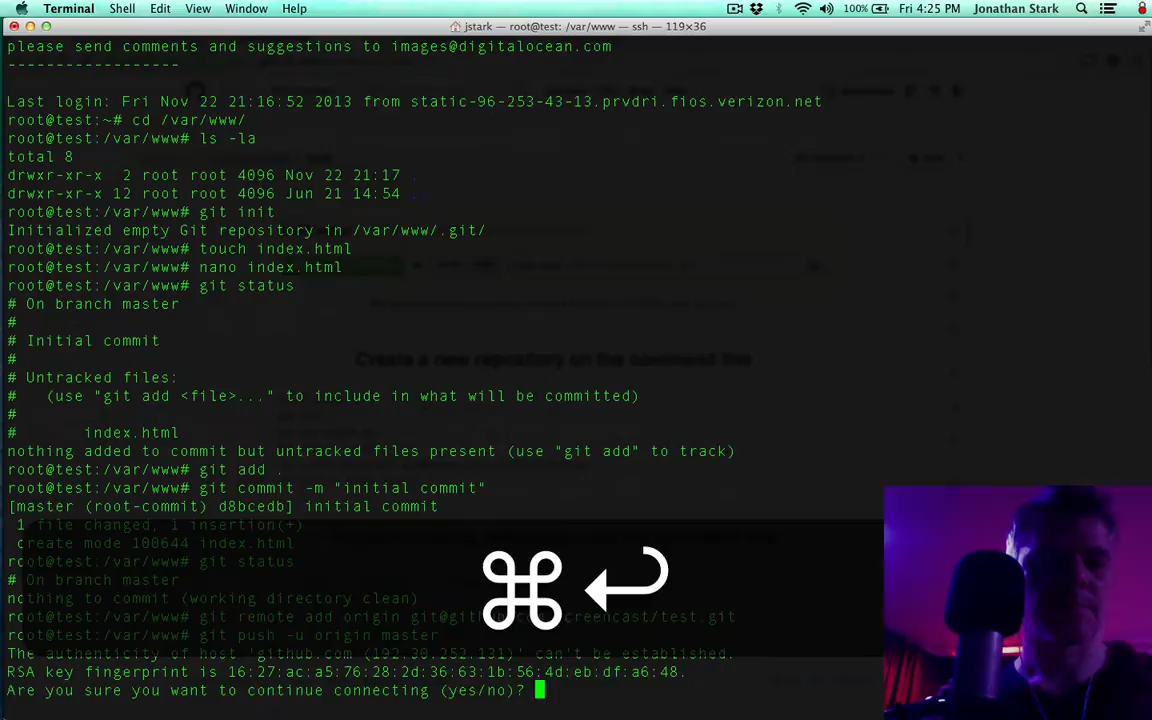 Terminal Shell Edit View Window Help 100% Fri 4:25 PM Jonathan Stark
jstark — root@test: /var/www — ssh — 119×36
please send comments and suggestions to images@digitalocean.com
------------------
Last login: Fri Nov 22 21:16:52 2013 from static-96-253-43-13.prvdri.fios.verizon.net
root@test:~# cd /var/www/
root@test:/var/www# ls -la
total 8
drwxr-xr-x  2 root root 4096 Nov 22 21:17 .
drwxr-xr-x 12 root root 4096 Jun 21 14:54 ..
root@test:/var/www# git init
Initialized empty Git repository in /var/www/.git/
root@test:/var/www# touch index.html
root@test:/var/www# nano index.html
root@test:/var/www# git status
# On branch master
#
# Initial commit
#
# Untracked files:
#   (use "git add <file>..." to include in what will be committed)
#
#       index.html
nothing added to commit but untracked files present (use "git add" to track)
root@test:/var/www# git add .
root@test:/var/www# git commit -m "initial commit"
[master (root-commit) d8bcedb] initial commit
 1 file changed, 1 insertion(+)
 create mode 100644 index.html
root@test:/var/www# git status
# On branch master
nothing to commit (working directory clean)
root@test:/var/www# git remote add origin
root@test:/var/www# git push -u origin master
The authenticity of host 'github.com (192.30.252.131)' can't be established.
RSA key fingerprint is 16:27:ac:a5:76:28:2d:36:63:1b:56:4d:eb:df:a6:48.
Are you sure you want to continue connecting (yes/no)?
Create a new repository on the command line